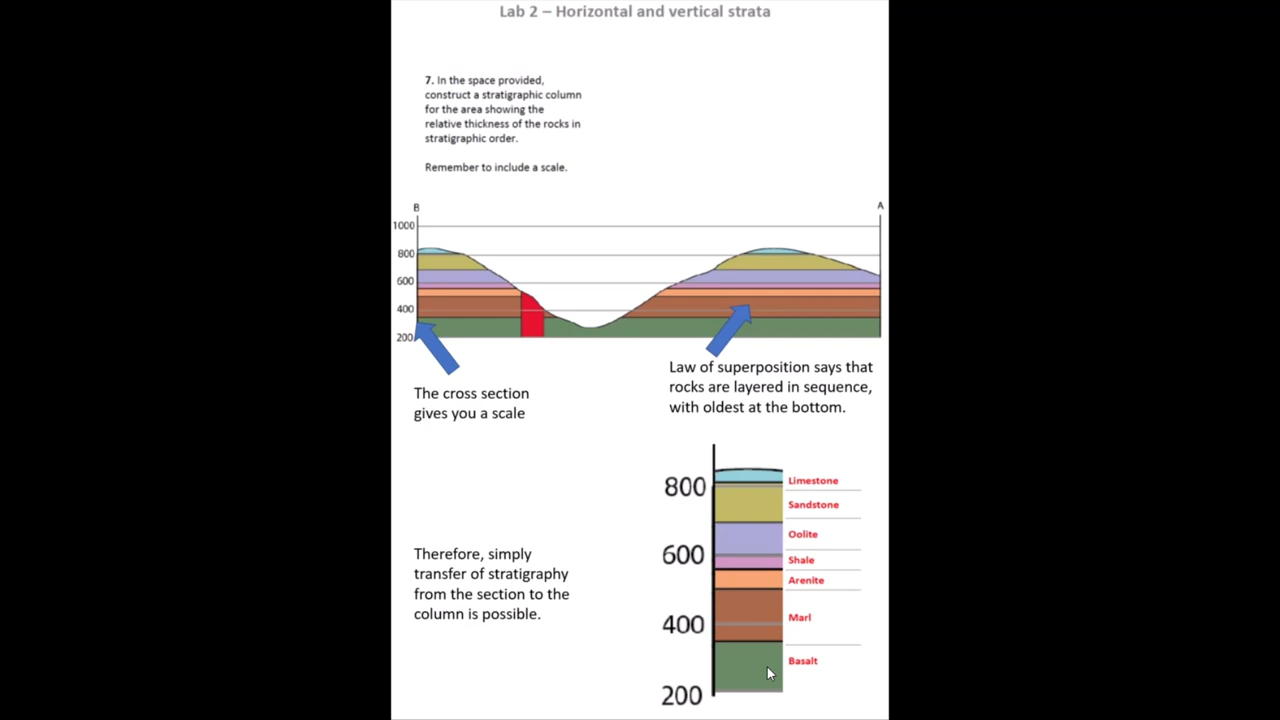 Lab 2 – Horizontal and vertical strata
7. In the space provided,
construct a stratigraphic column
for the area showing the
relative thickness of the rocks in
stratigraphic order.
Remember to include a scale.
B
A
1000
800
600
400
200
The cross section
gives you a scale
Law of superposition says that
rocks are layered in sequence,
with oldest at the bottom.
Therefore, simply
transfer of stratigraphy
from the section to the
column is possible.
800
600
400
200
Limestone
Sandstone
Oolite
Shale
Arenite
Marl
Basalt